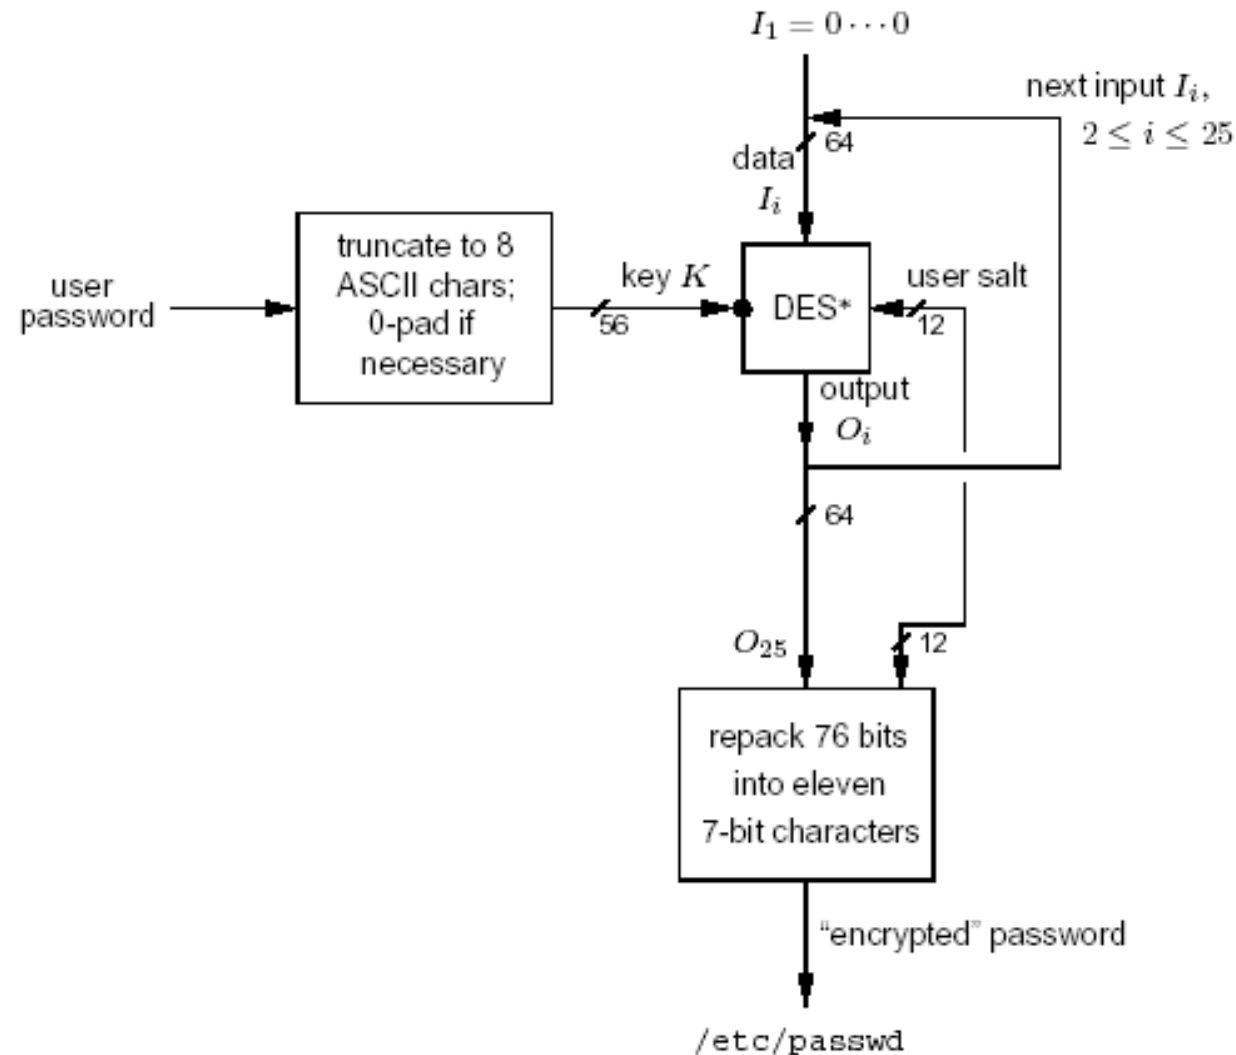 I₁ = 0 ··· 0
next input Iᵢ,
2 ≤ i ≤ 25
64
data
Iᵢ
truncate to 8
ASCII chars;
0-pad if
necessary
user
password
key K
56
DES*
user salt
12
output
Oᵢ
64
O₂₅
12
repack 76 bits
into eleven
7-bit characters
“encrypted” password
/etc/passwd